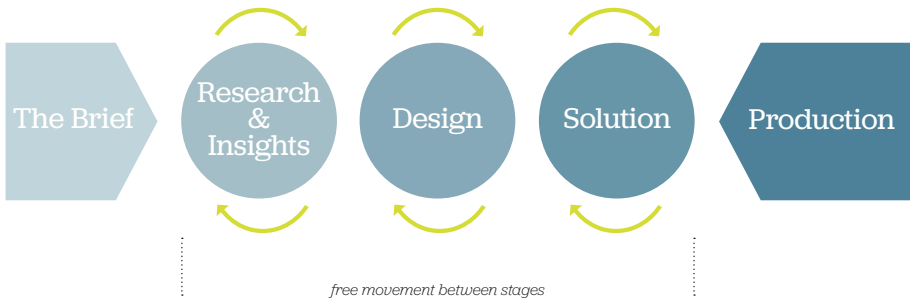 The Brief
Research
&
Insights
Design
Solution
Production
free movement between stages